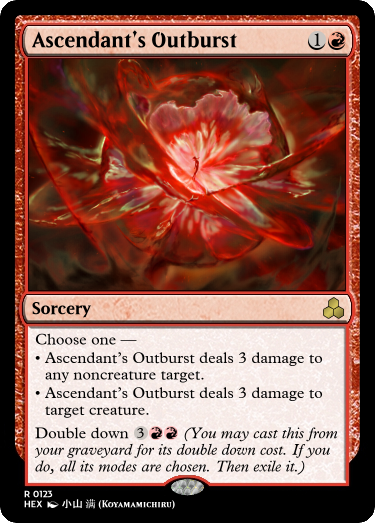 Ascendant's Outburst 1
Sorcery
Choose one —
• Ascendant's Outburst deals 3 damage to
any noncreature target.
• Ascendant's Outburst deals 3 damage to
target creature.
Double down 3 (You may cast this from
your graveyard for its double down cost. If you
do, all its modes are chosen. Then exile it.)
R 0123
HEX 小山 满 (Koyamamichiru)